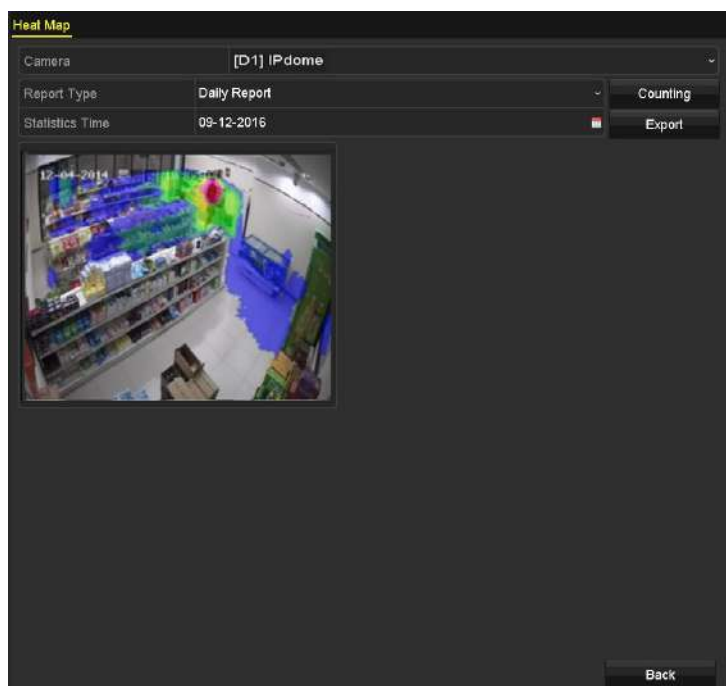 Heat Map
Camera [D1] IPdome
Report Type Daily Report Counting
Statistics Time 09-12-2016 Export
12-04-2014
Back